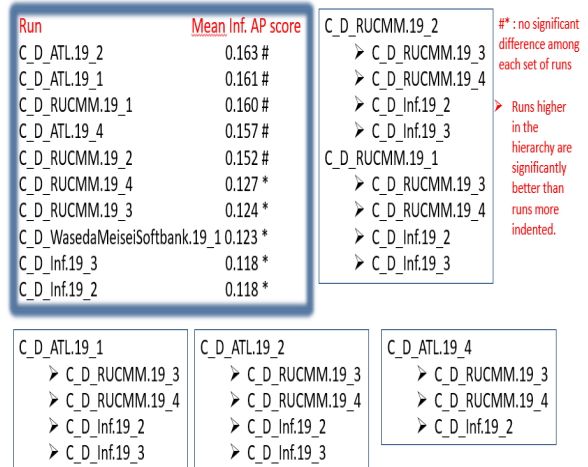 Run Mean Inf. AP score
C_D_ATL.19_2 0.163 #
C_D_ATL.19_1 0.161 #
C_D_RUCMM.19_1 0.160 #
C_D_ATL.19_4 0.157 #
C_D_RUCMM.19_2 0.152 #
C_D_RUCMM.19_4 0.127 *
C_D_RUCMM.19_3 0.124 *
C_D_WasedaMeiseiSoftbank.19_1 0.123 *
C_D_Inf.19_3 0.118 *
C_D_Inf.19_2 0.118 *
C_D_RUCMM.19_2
➢ C_D_RUCMM.19_3
➢ C_D_RUCMM.19_4
➢ C_D_Inf.19_2
➢ C_D_Inf.19_3
C_D_RUCMM.19_1
➢ C_D_RUCMM.19_3
➢ C_D_RUCMM.19_4
➢ C_D_Inf.19_2
➢ C_D_Inf.19_3
#* : no significant
difference among
each set of runs
➢ Runs higher
in the
hierarchy are
significantly
better than
runs more
indented.
C_D_ATL.19_1
➢ C_D_RUCMM.19_3
➢ C_D_RUCMM.19_4
➢ C_D_Inf.19_2
➢ C_D_Inf.19_3
C_D_ATL.19_2
➢ C_D_RUCMM.19_3
➢ C_D_RUCMM.19_4
➢ C_D_Inf.19_2
➢ C_D_Inf.19_3
C_D_ATL.19_4
➢ C_D_RUCMM.19_3
➢ C_D_RUCMM.19_4
➢ C_D_Inf.19_2